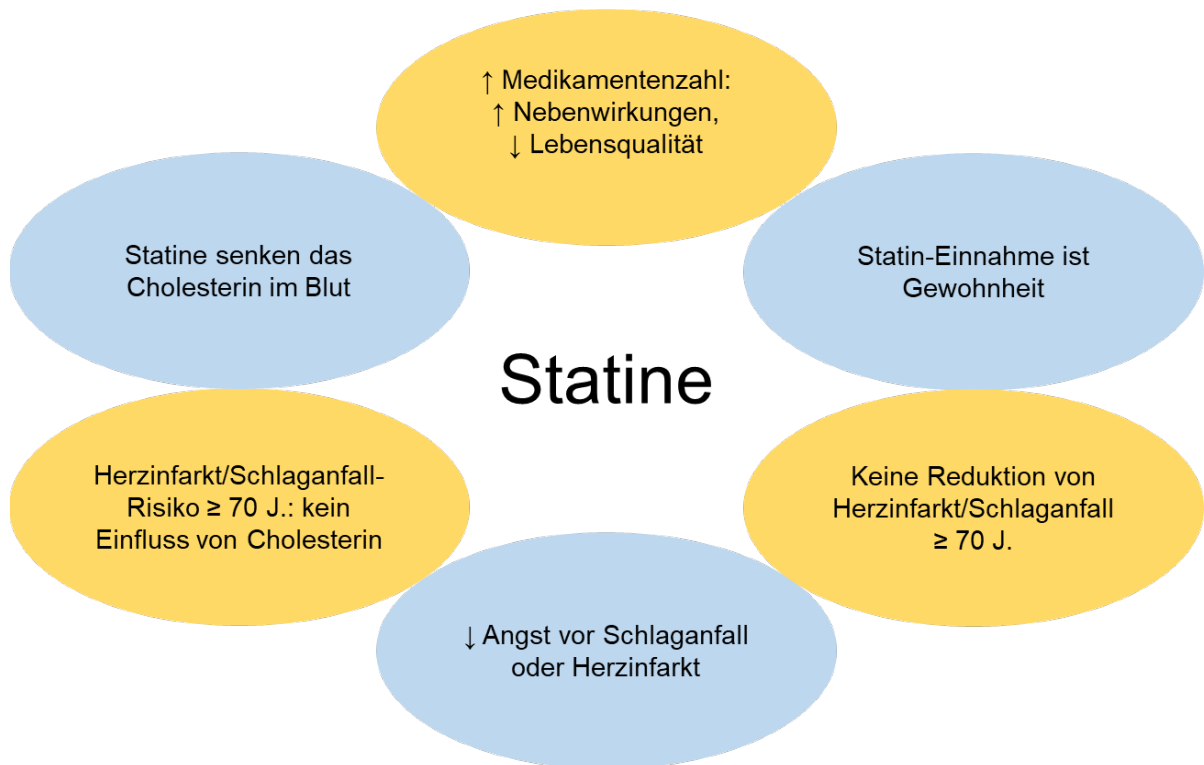 ↑ Medikamentenzahl:
↑ Nebenwirkungen,
↓ Lebensqualität
Statine senken das
Cholesterin im Blut
Statin-Einnahme ist
Gewohnheit
Statine
Herzinfarkt/Schlaganfall-
Risiko ≥ 70 J.: kein
Einfluss von Cholesterin
Keine Reduktion von
Herzinfarkt/Schlaganfall
≥ 70 J.
↓ Angst vor Schlaganfall
oder Herzinfarkt